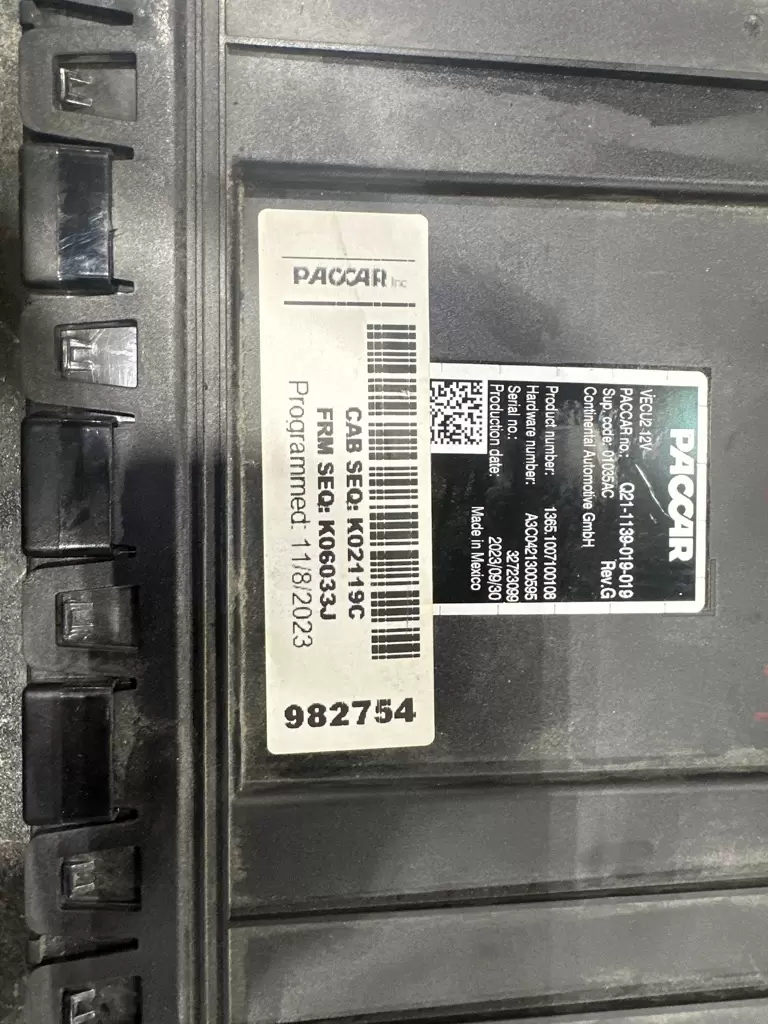 PACCAR Inc
CAB SEQ: K02119C
FRM SEQ: K06033J
Programmed: 11/8/2023
982754
PACCAR
VECU2 12V
PACCAR no.: Q21-1139-019-019
Sup. code: 01035AC Rev.G
Continental Automotive GmbH
Product number: 1365.1007100108
Hardware number: A3C0421300595
Serial no.: 32723099
Production date: 2023/09/30
Made in Mexico